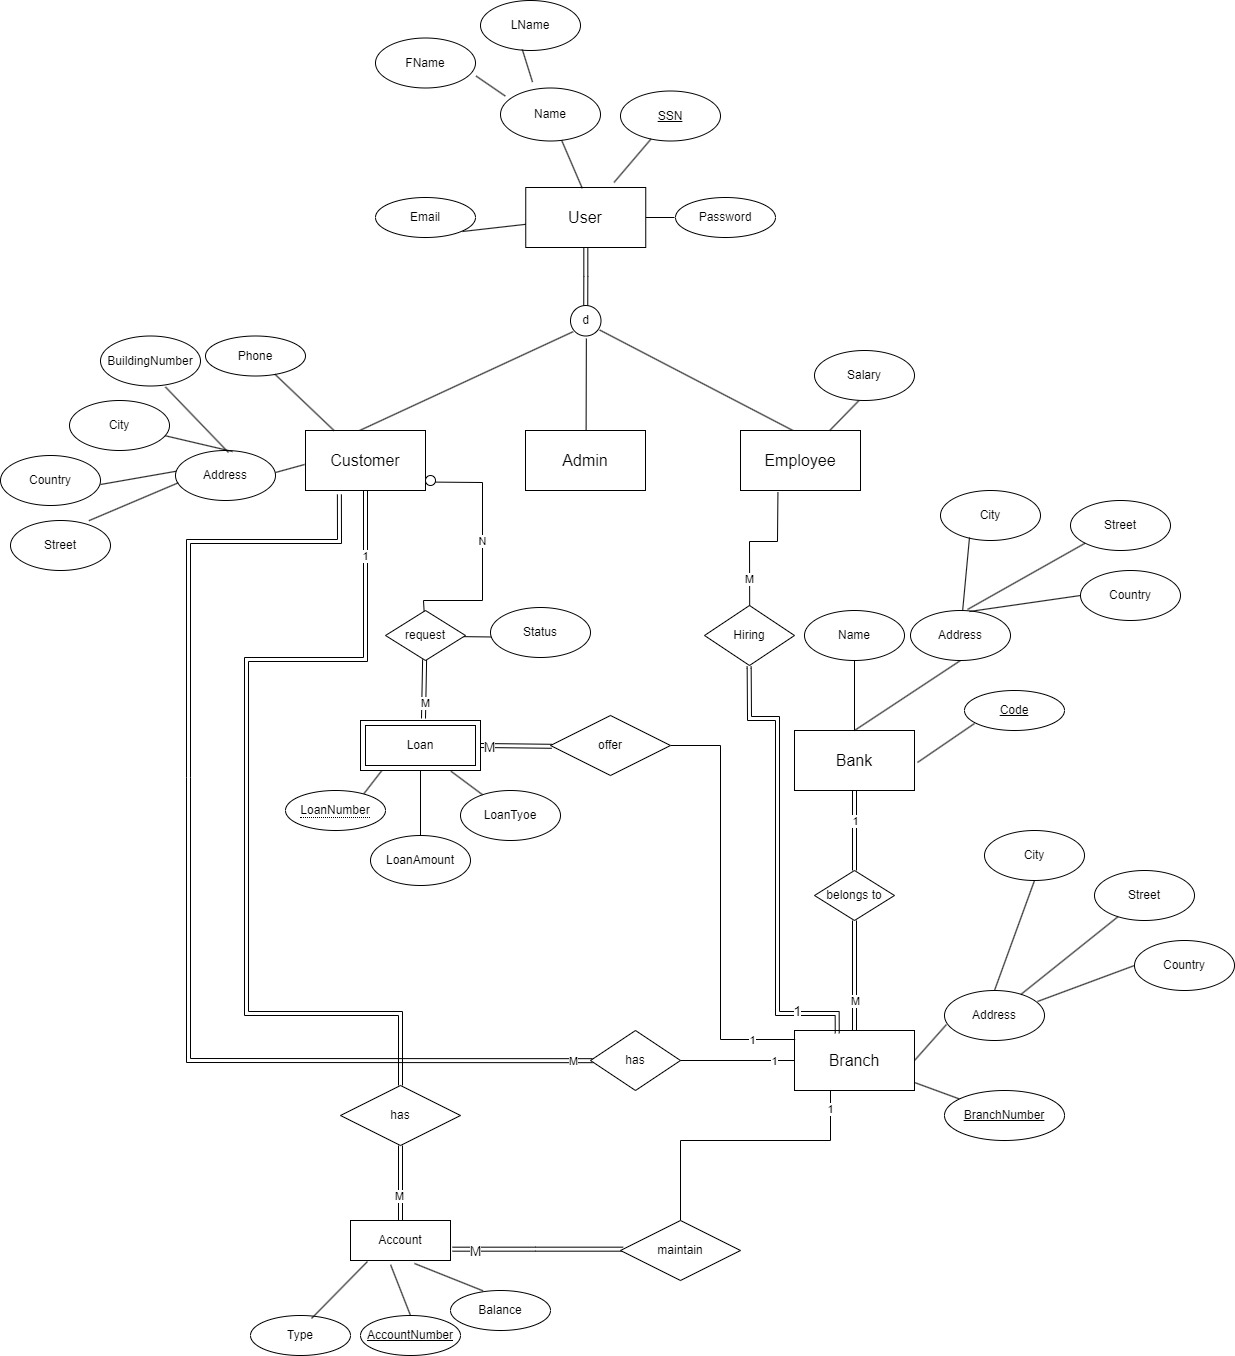 LName
FName
Name
SSN
Email
User
Password
d
BuildingNumber
Phone
Salary
City
Customer
Admin
Employee
Address
Country
Street
City
Street
1
N
M
Country
request
Status
Hiring
Name
Address
M
Code
Loan
M
offer
Bank
LoanNumber
LoanTyoe
1
LoanAmount
City
belongs to
Street
Country
M
1
Address
1
M
has
1
Branch
has
1
BranchNumber
M
Account
M
maintain
Type
AccountNumber
Balance